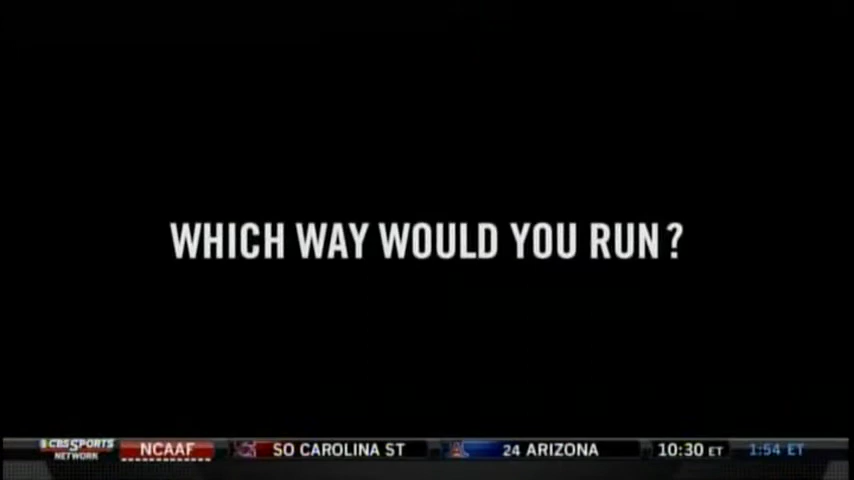 WHICH WAY WOULD YOU RUN?
CBS SPORTS NETWORK NCAAF SO CAROLINA ST 24 ARIZONA 10:30 ET 1:54 ET